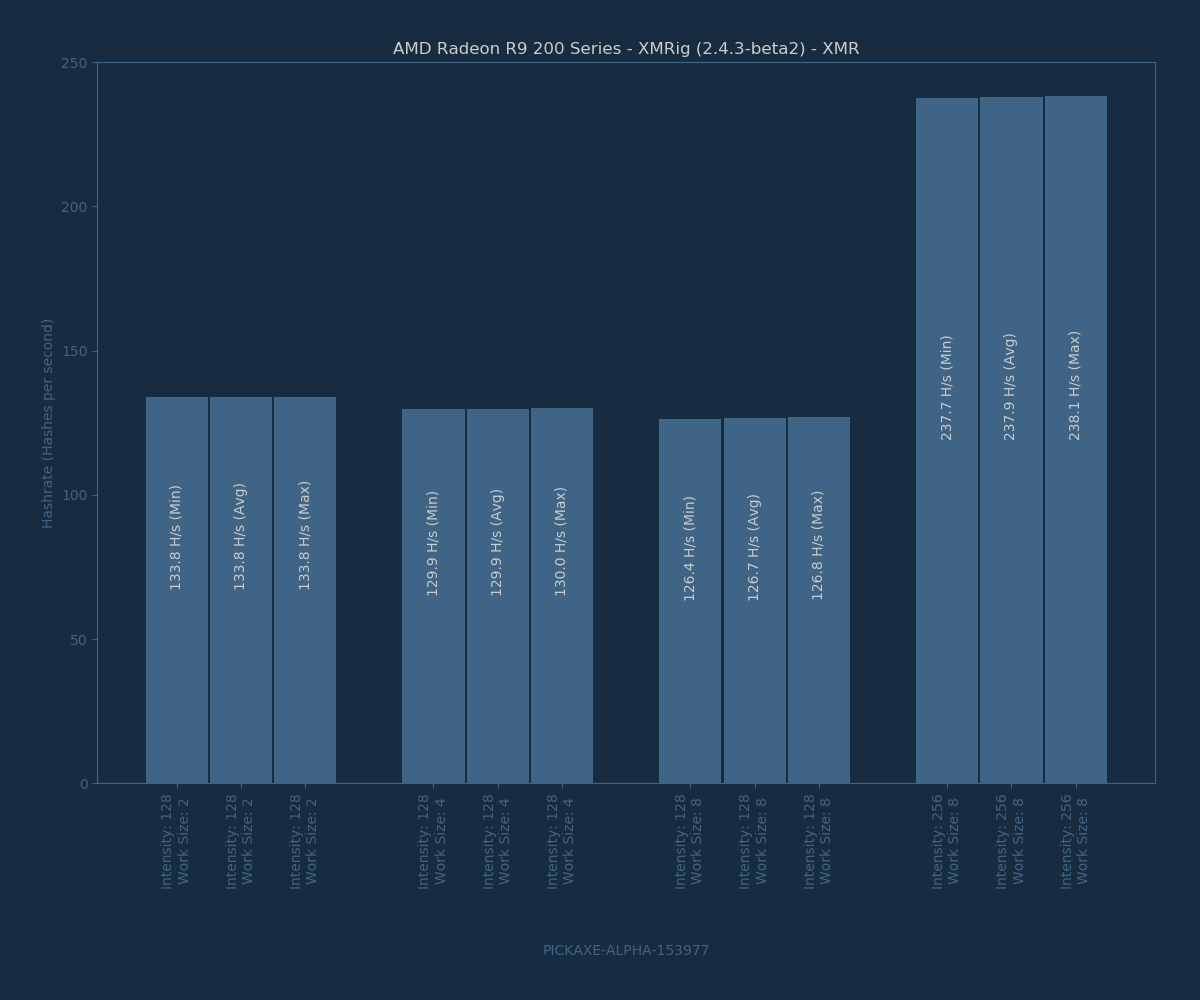 AMD Radeon R9 200 Series - XMRig (2.4.3-beta2) - XMR
250
200
150
100
50
0
Hashrate (Hashes per second)
133.8 H/s (Min)
133.8 H/s (Avg)
133.8 H/s (Max)
129.9 H/s (Min)
129.9 H/s (Avg)
130.0 H/s (Max)
126.4 H/s (Min)
126.7 H/s (Avg)
126.8 H/s (Max)
237.7 H/s (Min)
237.9 H/s (Avg)
238.1 H/s (Max)
Intensity: 128
Work Size: 2
Intensity: 128
Work Size: 2
Intensity: 128
Work Size: 2
Intensity: 128
Work Size: 4
Intensity: 128
Work Size: 4
Intensity: 128
Work Size: 4
Intensity: 128
Work Size: 8
Intensity: 128
Work Size: 8
Intensity: 128
Work Size: 8
Intensity: 256
Work Size: 8
Intensity: 256
Work Size: 8
Intensity: 256
Work Size: 8
PICKAXE-ALPHA-153977